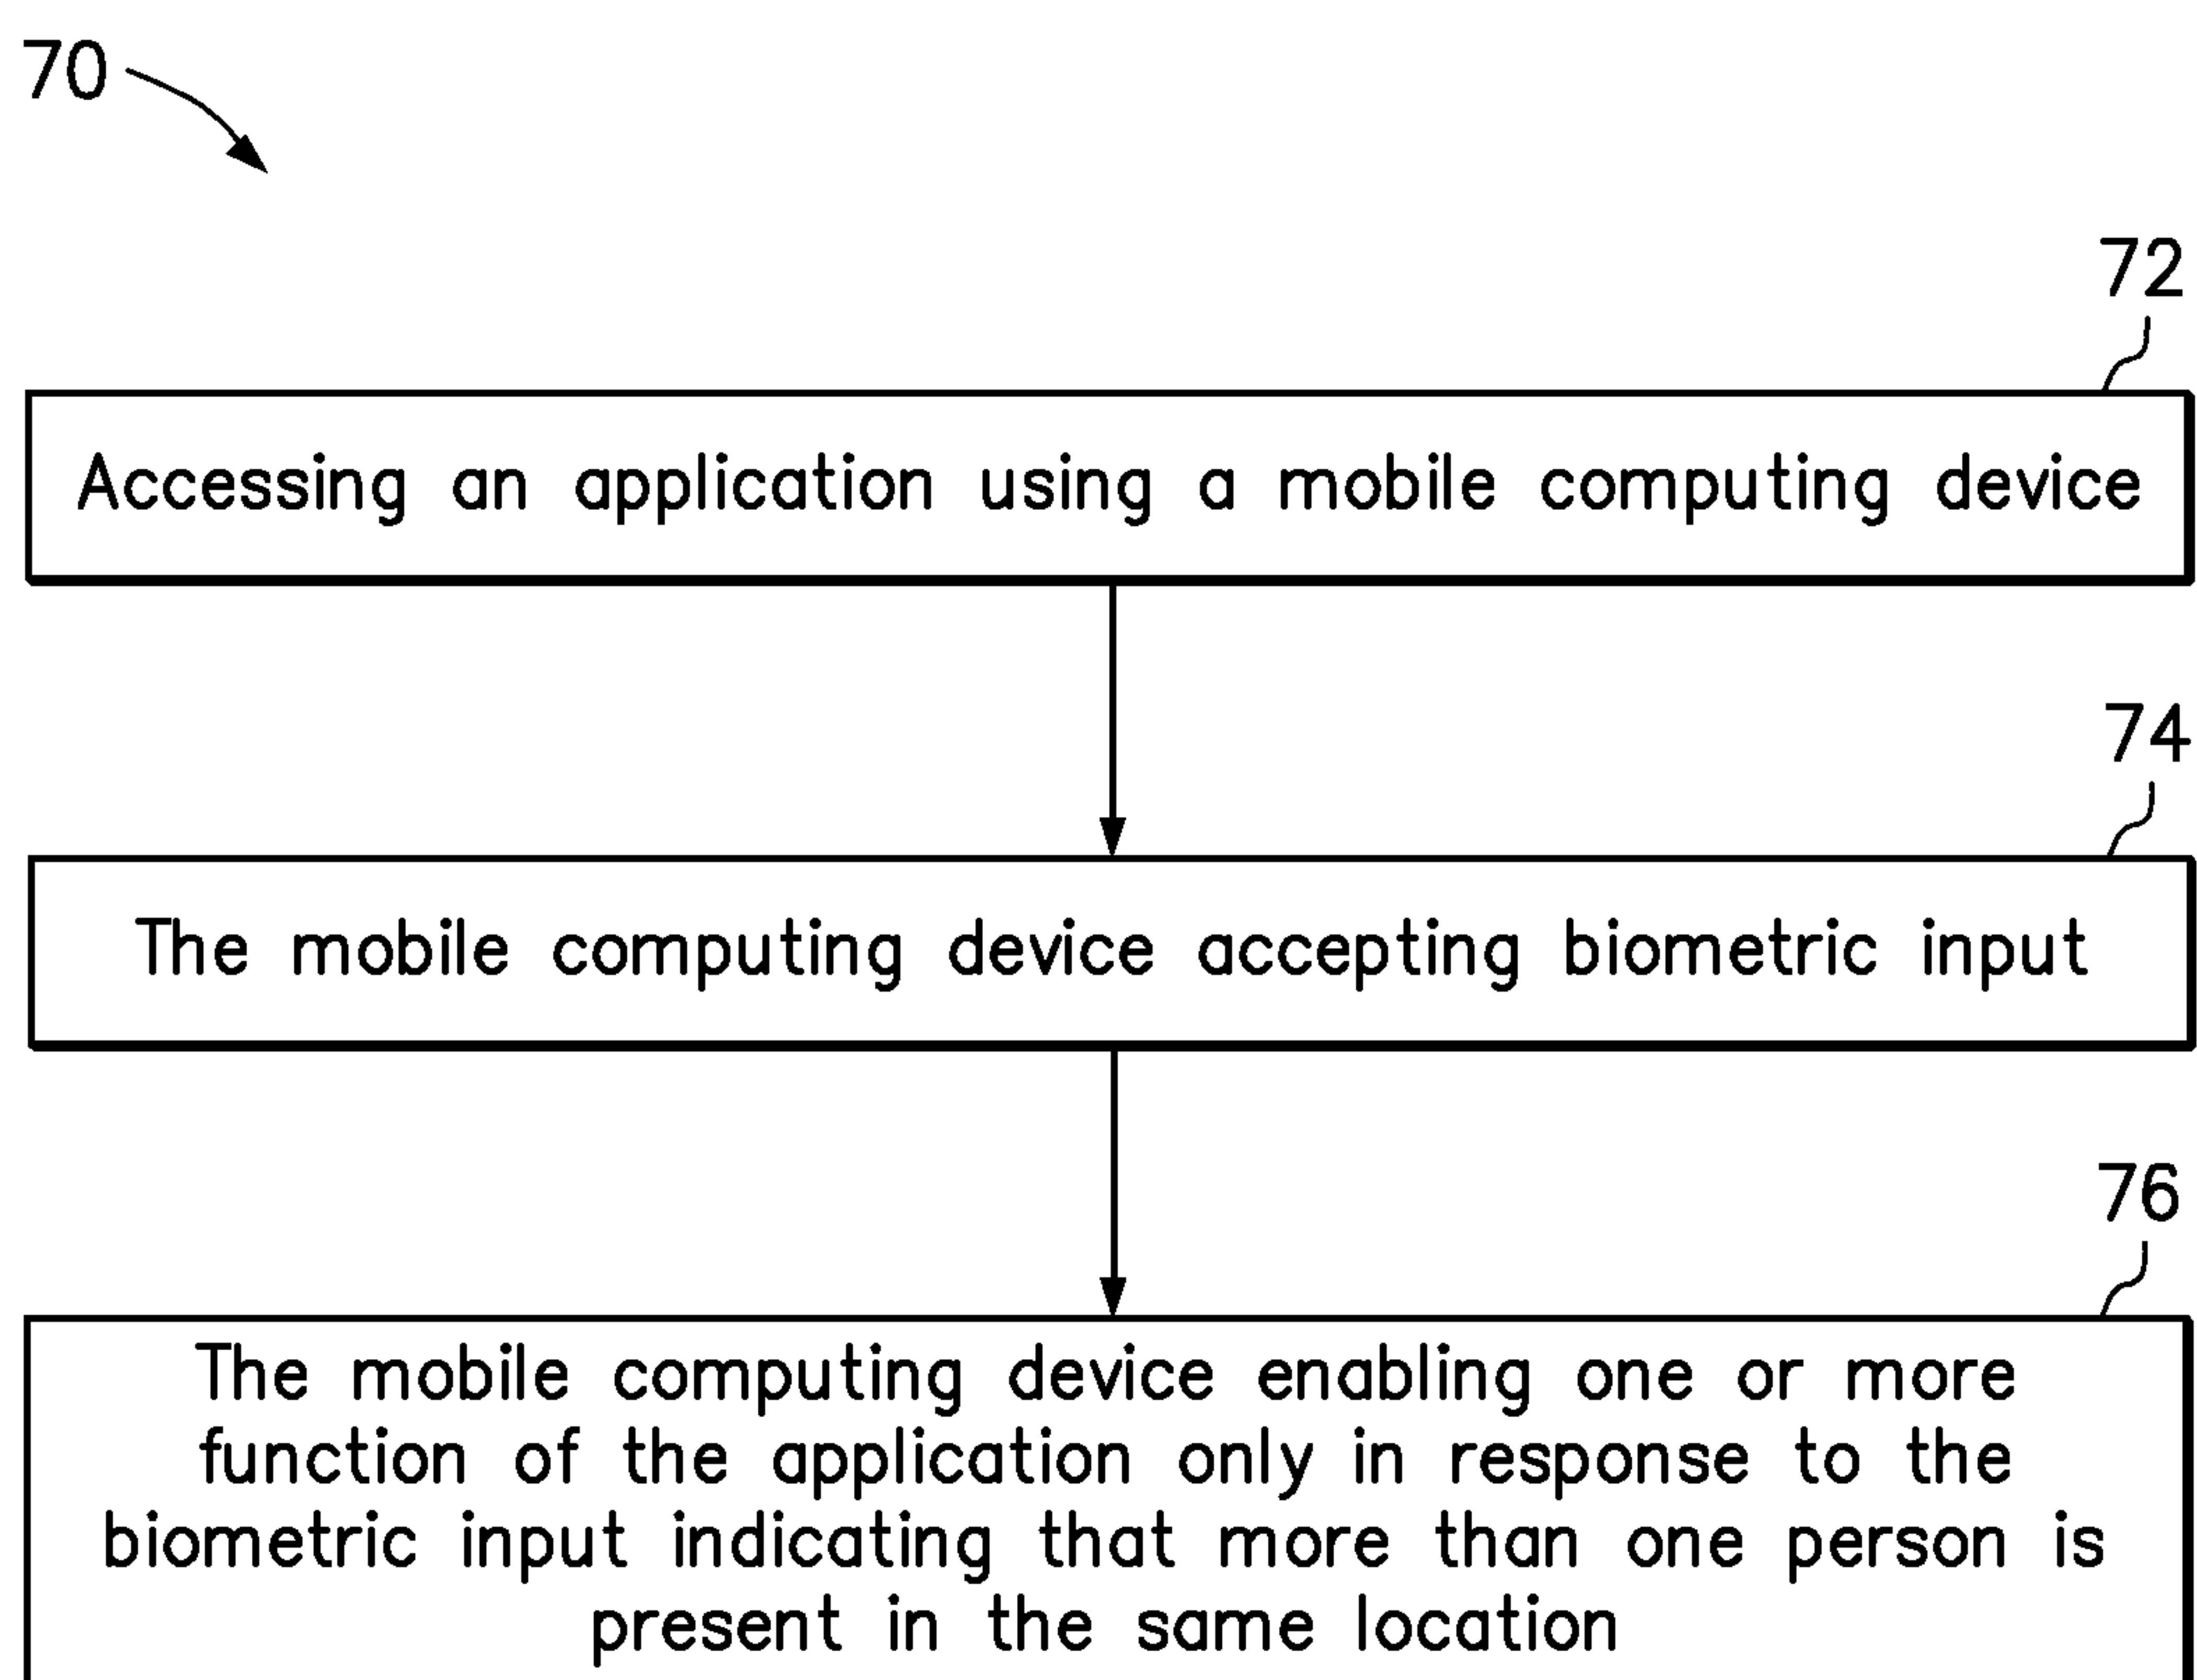 70
72
Accessing an application using a mobile computing device
74
The mobile computing device accepting biometric input
76
The mobile computing device enabling one or more
function of the application only in response to the
biometric input indicating that more than one person is
present in the same location